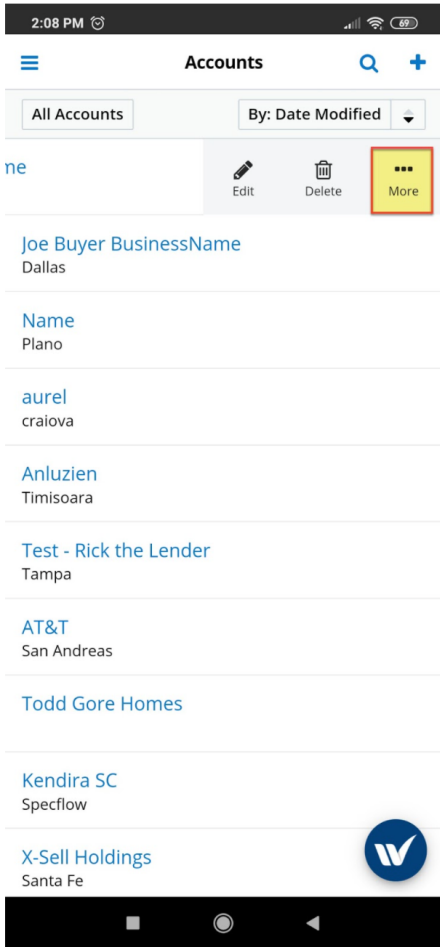 2:08 PM 69
Accounts
All Accounts By: Date Modified
me
Edit Delete More
Joe Buyer BusinessName
Dallas
Name
Plano
aurel
craiova
Anluzien
Timisoara
Test - Rick the Lender
Tampa
AT&T
San Andreas
Todd Gore Homes
Kendira SC
Specflow
X-Sell Holdings
Santa Fe